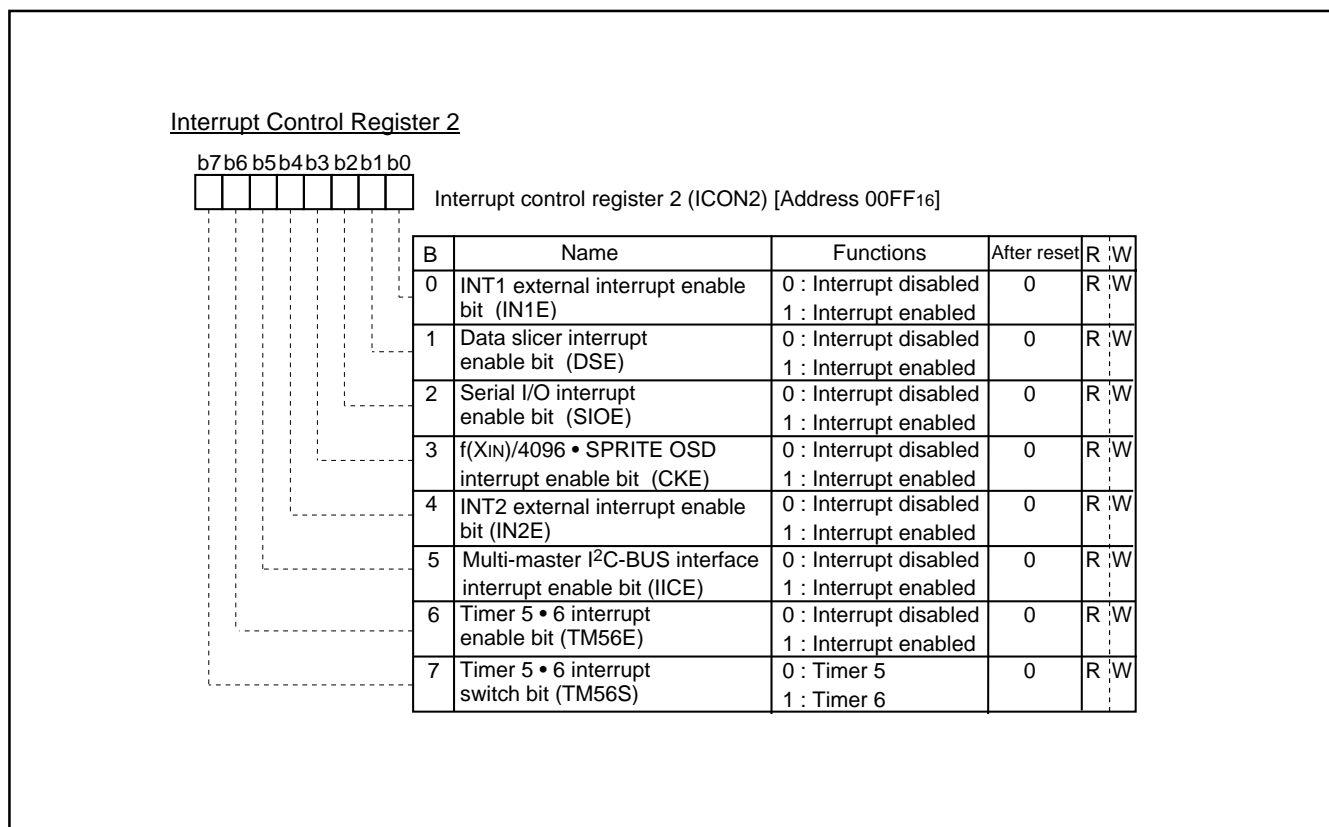 Interrupt Control Register 2
b7 b6 b5 b4 b3 b2 b1 b0
Interrupt control register 2 (ICON2) [Address 00FF16]
B Name Functions After reset R W
0 INT1 external interrupt enable bit (IN1E) 0 : Interrupt disabled 0 R W
1 : Interrupt enabled
1 Data slicer interrupt enable bit (DSE) 0 : Interrupt disabled 0 R W
1 : Interrupt enabled
2 Serial I/O interrupt enable bit (SIOE) 0 : Interrupt disabled 0 R W
1 : Interrupt enabled
3 f(XIN)/4096 • SPRITE OSD interrupt enable bit (CKE) 0 : Interrupt disabled 0 R W
1 : Interrupt enabled
4 INT2 external interrupt enable bit (IN2E) 0 : Interrupt disabled 0 R W
1 : Interrupt enabled
5 Multi-master I2C-BUS interface interrupt enable bit (IICE) 0 : Interrupt disabled 0 R W
1 : Interrupt enabled
6 Timer 5 • 6 interrupt enable bit (TM56E) 0 : Interrupt disabled 0 R W
1 : Interrupt enabled
7 Timer 5 • 6 interrupt switch bit (TM56S) 0 : Timer 5 0 R W
1 : Timer 6